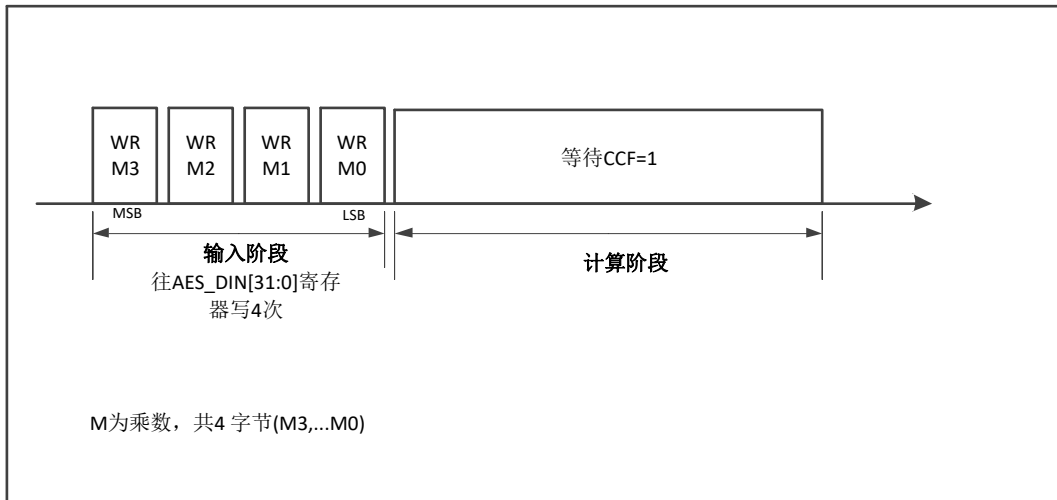 WR WR WR WR
M3 M2 M1 M0
等待CCF=1
MSB LSB
输入阶段
计算阶段
往AES_DIN[31:0]寄存
器写4次
M为乘数，共4 字节(M3,...M0)